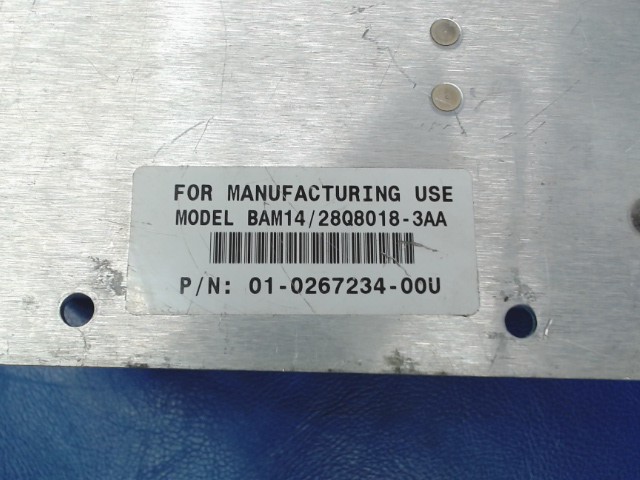 FOR MANUFACTURING USE
MODEL BAM14/28Q8018-3AA
P/N: 01-0267234-00U